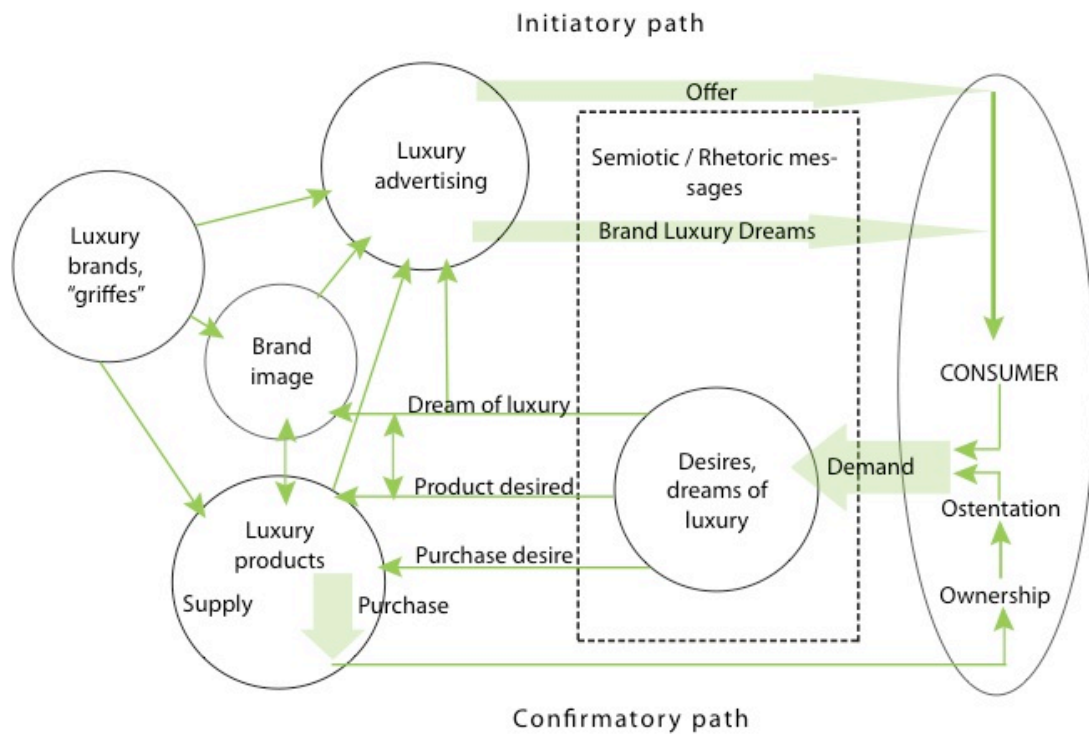 Initiatory path
Offer
Luxury
advertising
Semiotic / Rhetoric mes-
sages
Luxury
brands,
"griffes"
Brand Luxury Dreams
Brand
image
CONSUMER
Dream of luxury
Desires,
dreams of
luxury
Demand
Product desired
Ostentation
Luxury
products
Purchase desire
Supply
Purchase
Ownership
Confirmatory path